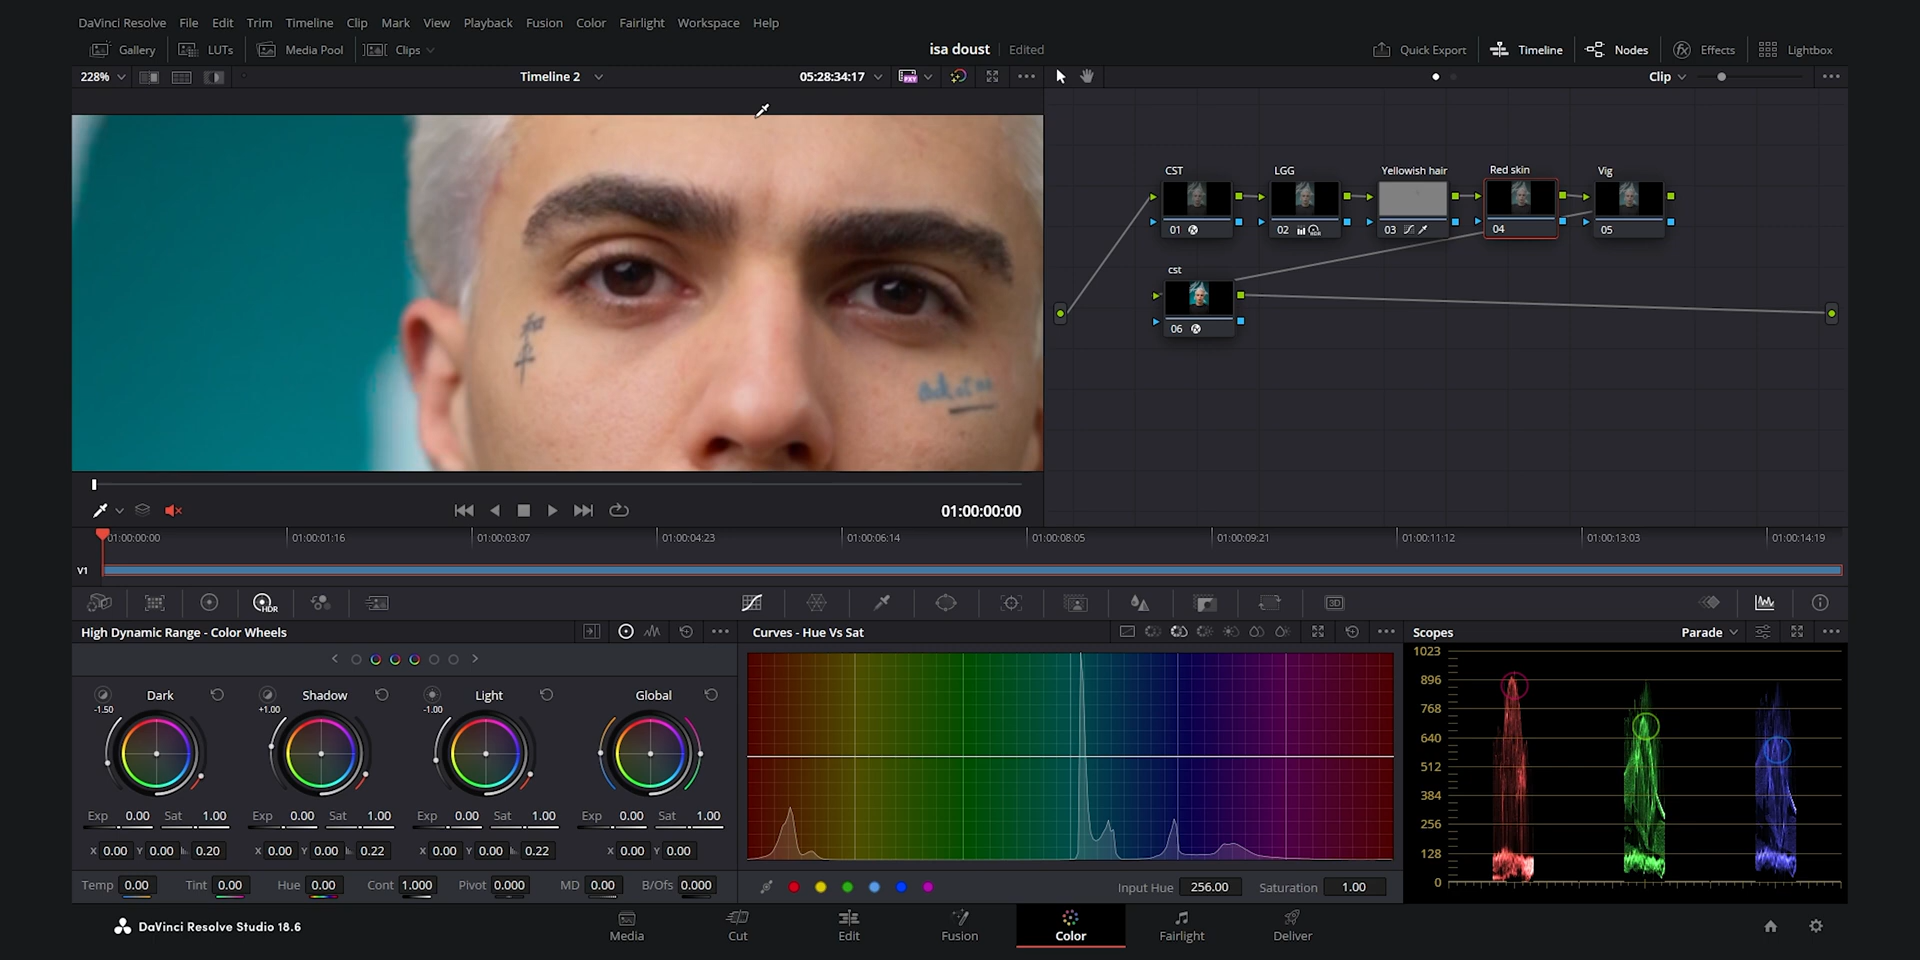 DaVinci Resolve File Edit Trim Timeline Clip Mark View Playback Fusion Color Fairlight Workspace Help
Gallery LUTs Media Pool Clips isa doust Edited Quick Export Timeline Nodes Effects Lightbox
228% Timeline 2 05:28:34:17 Clip
CST LGG Yellowish hair Red skin Vig
01 02 03 04 05
cst
06
01:00:00:00
01:00:00:00 01:00:01:16 01:00:03:07 01:00:04:23 01:00:06:14 01:00:08:05 01:00:09:21 01:00:11:12 01:00:13:03 01:00:14:19
V1
HDR 3D
High Dynamic Range - Color Wheels
Dark Shadow Light Global
-1.50 +1.00 -1.00
Exp 0.00 Sat 1.00 Exp 0.00 Sat 1.00 Exp 0.00 Sat 1.00 Exp 0.00 Sat 1.00
X 0.00 Y 0.00 0.20 X 0.00 Y 0.00 0.22 X 0.00 Y 0.00 0.22 X 0.00 Y 0.00
Temp 0.00 Tint 0.00 Hue 0.00 Cont 1.000 Pivot 0.000 MD 0.00 B/Ofs 0.000
Curves - Hue Vs Sat
Input Hue 256.00 Saturation 1.00
Scopes Parade
1023
896
768
640
512
384
256
128
0
DaVinci Resolve Studio 18.6
Media Cut Edit Fusion Color Fairlight Deliver